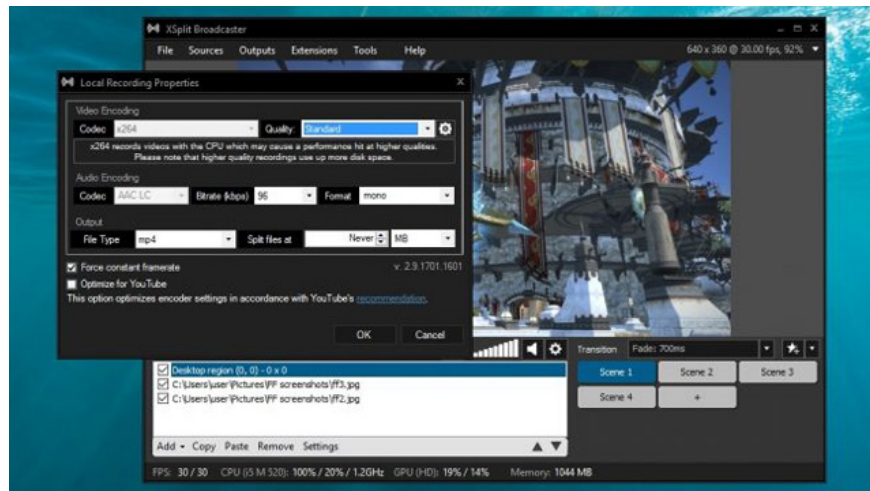 XSplit Broadcaster
File Sources Outputs Extensions Tools Help 640 x 360 @ 30.00 fps, 92%
Local Recording Properties
Video Encoding
Codec x264 Quality: Standard
x264 records videos with the CPU which may cause a performance hit at higher qualities.
Please note that higher quality recordings use up more disk space.
Audio Encoding
Codec AAC LC Bitrate (kbps) 96 Format mono
Output
File Type mp4 Split files at Never MB
Force constant framerate v. 2.9.1701.1601
Optimize for YouTube
This option optimizes encoder settings in accordance with YouTube's recommendation.
OK Cancel
Transition Fade: 700ms
Desktop region (0, 0) - 0 x 0
C:\Users\user\Pictures\FF screenshots\ff3.jpg
C:\Users\user\Pictures\FF screenshots\ff2.jpg
Scene 1 Scene 2 Scene 3
Scene 4 +
Add Copy Paste Remove Settings
FPS: 30 / 30 CPU (i5 M 520): 100% / 20% / 1.2GHz GPU (HD): 19% / 14% Memory: 1044 MB